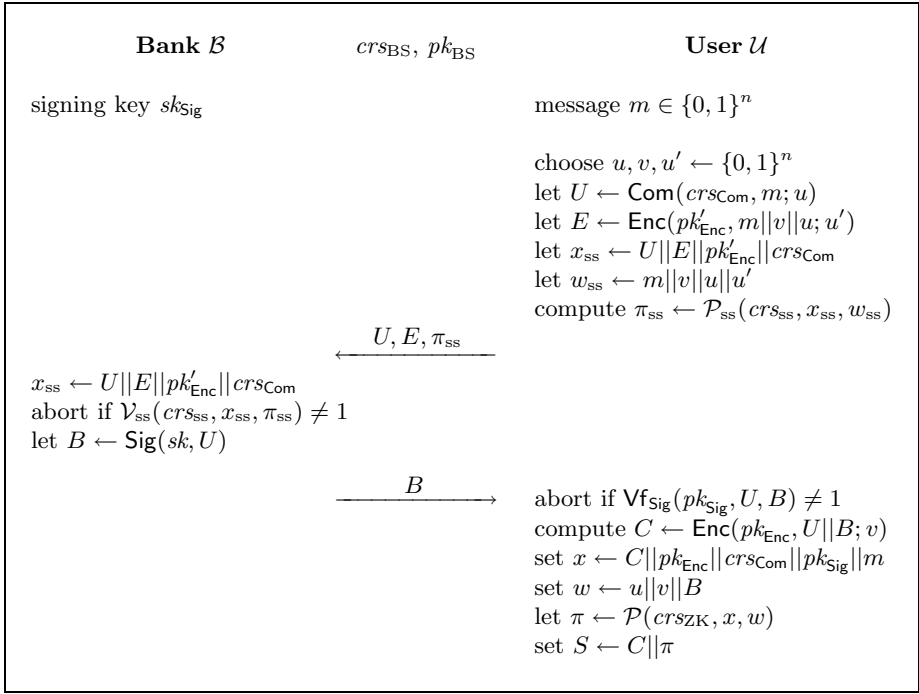 Bank 𝓑 crs_BS, pk_BS User 𝒰
signing key sk_Sig message m ∈ {0, 1}^n
choose u, v, u′ ← {0, 1}^n
let U ← Com(crs_Com, m; u)
let E ← Enc(pk′_Enc, m||v||u; u′)
let x_ss ← U||E||pk′_Enc||crs_Com
let w_ss ← m||v||u||u′
compute π_ss ← 𝒫_ss(crs_ss, x_ss, w_ss)
U, E, π_ss
x_ss ← U||E||pk′_Enc||crs_Com
abort if 𝒱_ss(crs_ss, x_ss, π_ss) ≠ 1
let B ← Sig(sk, U)
B
abort if Vf_Sig(pk_Sig, U, B) ≠ 1
compute C ← Enc(pk_Enc, U||B; v)
set x ← C||pk_Enc||crs_Com||pk_Sig||m
set w ← u||v||B
let π ← 𝒫(crs_ZK, x, w)
set S ← C||π